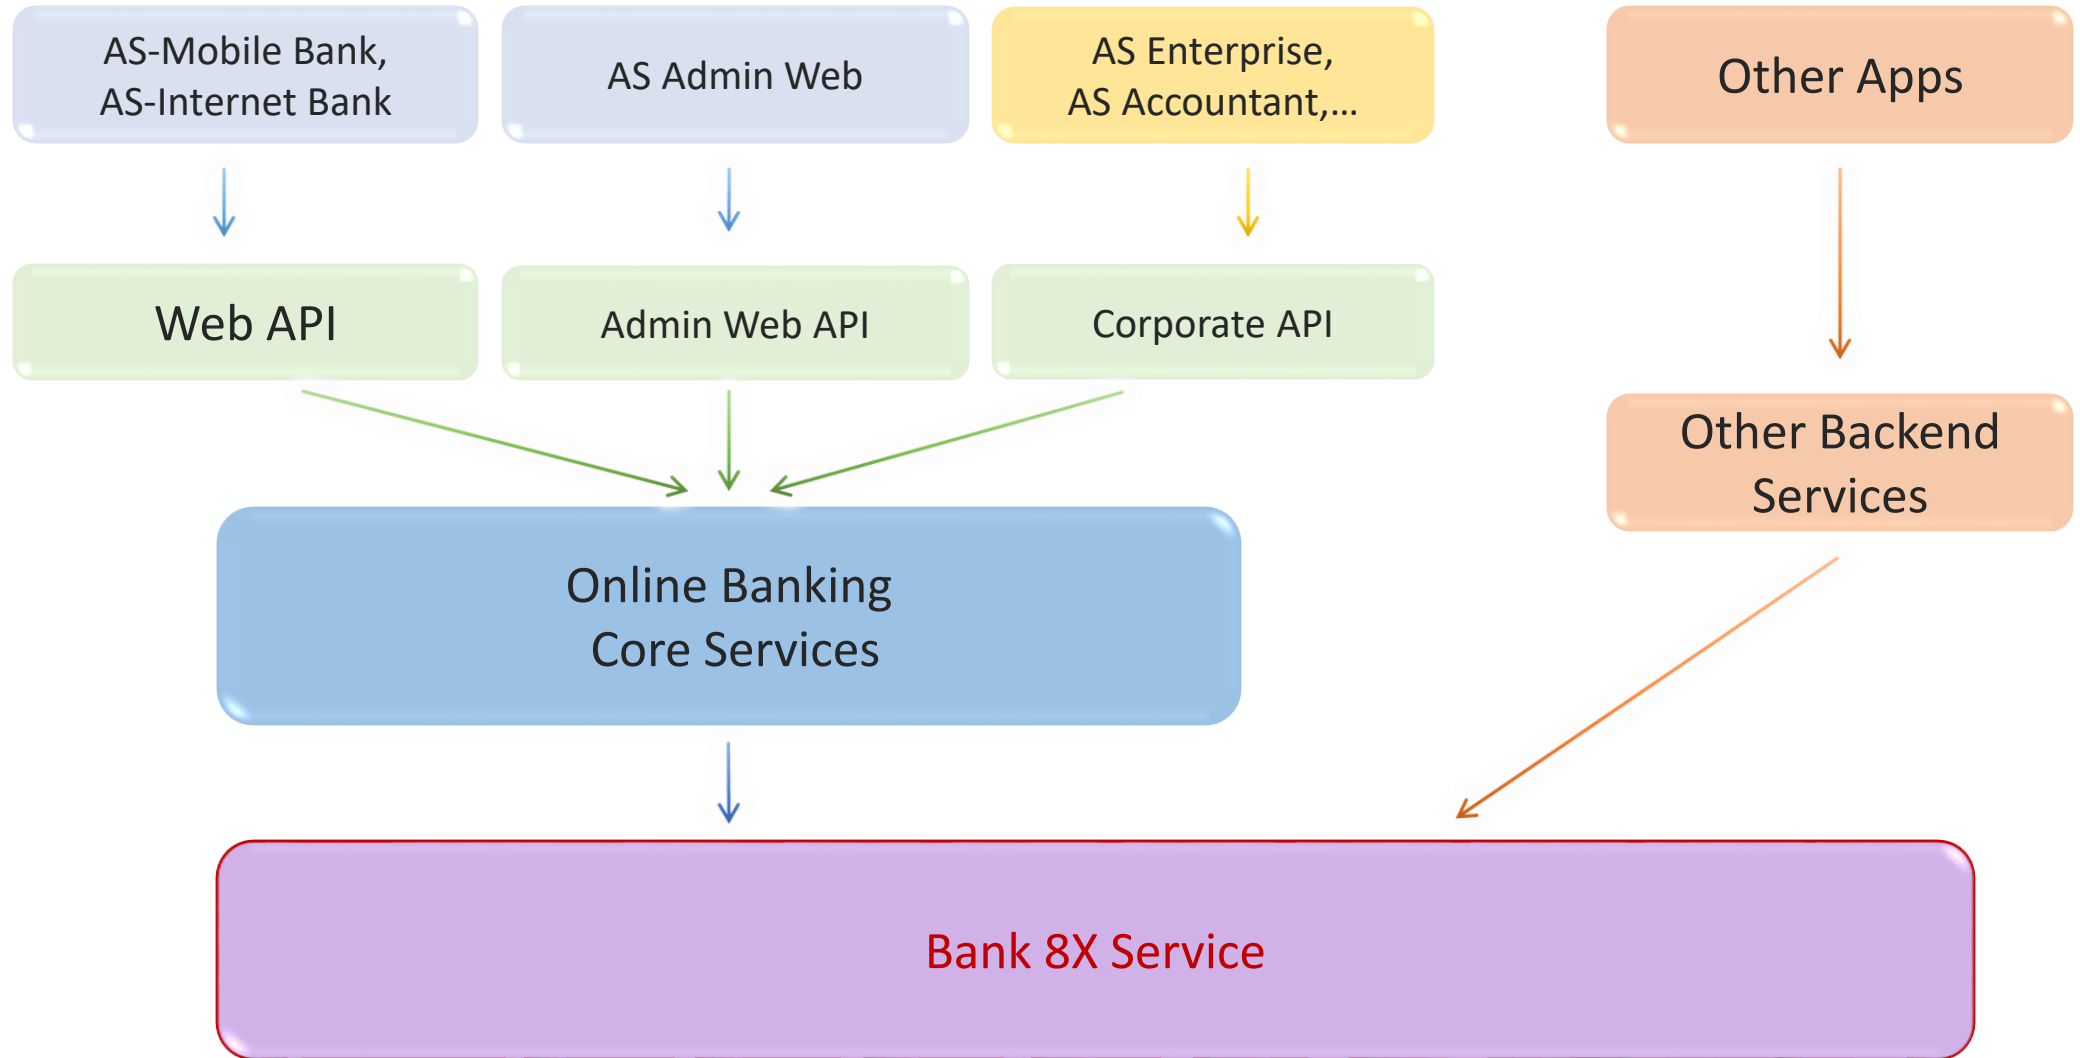 AS-Mobile Bank,
AS-Internet Bank
AS Admin Web
AS Enterprise,
AS Accountant,...
Other Apps
Web API
Admin Web API
Corporate API
Other Backend
Services
Online Banking
Core Services
Bank 8X Service